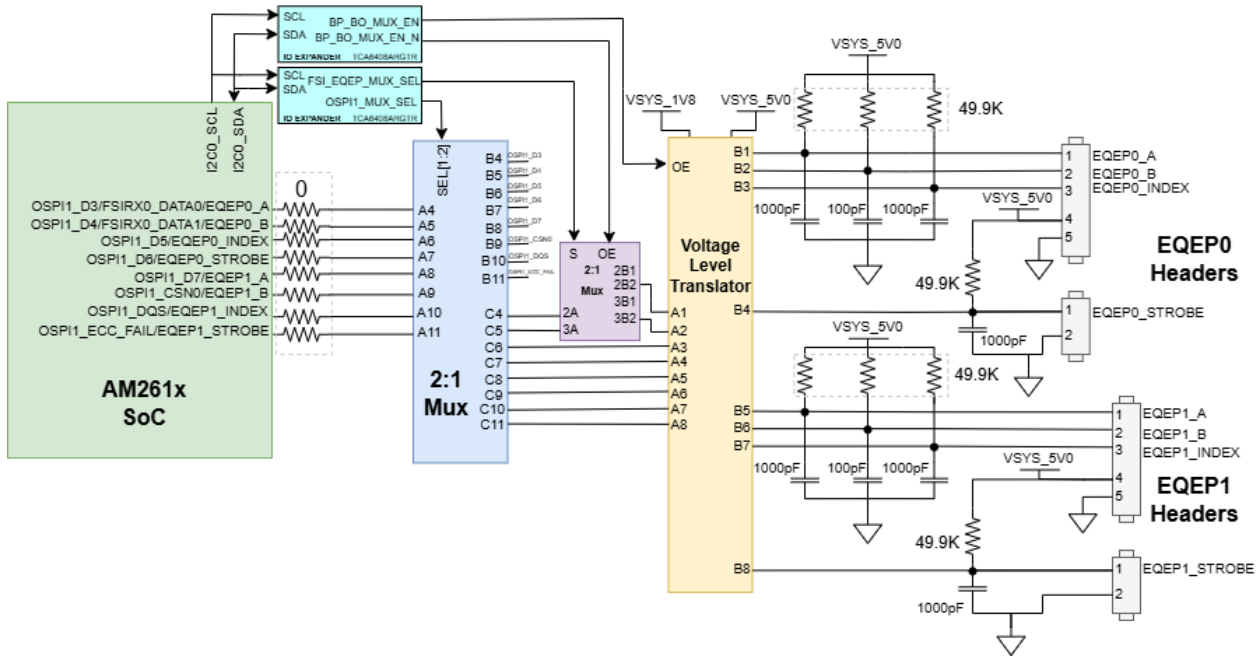 SCL
SDA
BP_BO_MUX_EN
BP_BO_MUX_EN_N
IO EXPANDER TCA6408ARGTR
SCL
SDA
FSI_EQEP_MUX_SEL
OSPI1_MUX_SEL
IO EXPANDER TCA6408ARGTR
I2C0_SCL
I2C0_SDA
OSPI1_D3/FSIRX0_DATA0/EQEP0_A
OSPI1_D4/FSIRX0_DATA1/EQEP0_B
OSPI1_D5/EQEP0_INDEX
OSPI1_D6/EQEP0_STROBE
OSPI1_D7/EQEP1_A
OSPI1_CSN0/EQEP1_B
OSPI1_DQS/EQEP1_INDEX
OSPI1_ECC_FAIL/EQEP1_STROBE
AM261x
SoC
0
SEL[1:2]
A4
A5
A6
A7
A8
A9
A10
A11
B4
B5
B6
B7
B8
B9
B10
B11
C4
C5
C6
C7
C8
C9
C10
C11
2:1
Mux
OSPI1_D3
OSPI1_D4
OSPI1_D5
OSPI1_D6
OSPI1_D7
OSPI1_CSN0
OSPI1_DQS
S
OE
2:1
Mux
2B1
2B2
3B1
3B2
2A
3A
VSYS_1V8
VSYS_5V0
OE
Voltage
Level
Translator
A1
A2
A3
A4
A5
A6
A7
A8
B1
B2
B3
B4
B5
B6
B7
B8
VSYS_5V0
49.9K
1000pF
100pF
1000pF
VSYS_5V0
49.9K
1000pF
1
2
3
4
5
EQEP0_A
EQEP0_B
EQEP0_INDEX
EQEP0
Headers
1
2
EQEP0_STROBE
VSYS_5V0
49.9K
1000pF
100pF
1000pF
VSYS_5V0
49.9K
1000pF
1
2
3
4
5
EQEP1_A
EQEP1_B
EQEP1_INDEX
EQEP1
Headers
1
2
EQEP1_STROBE